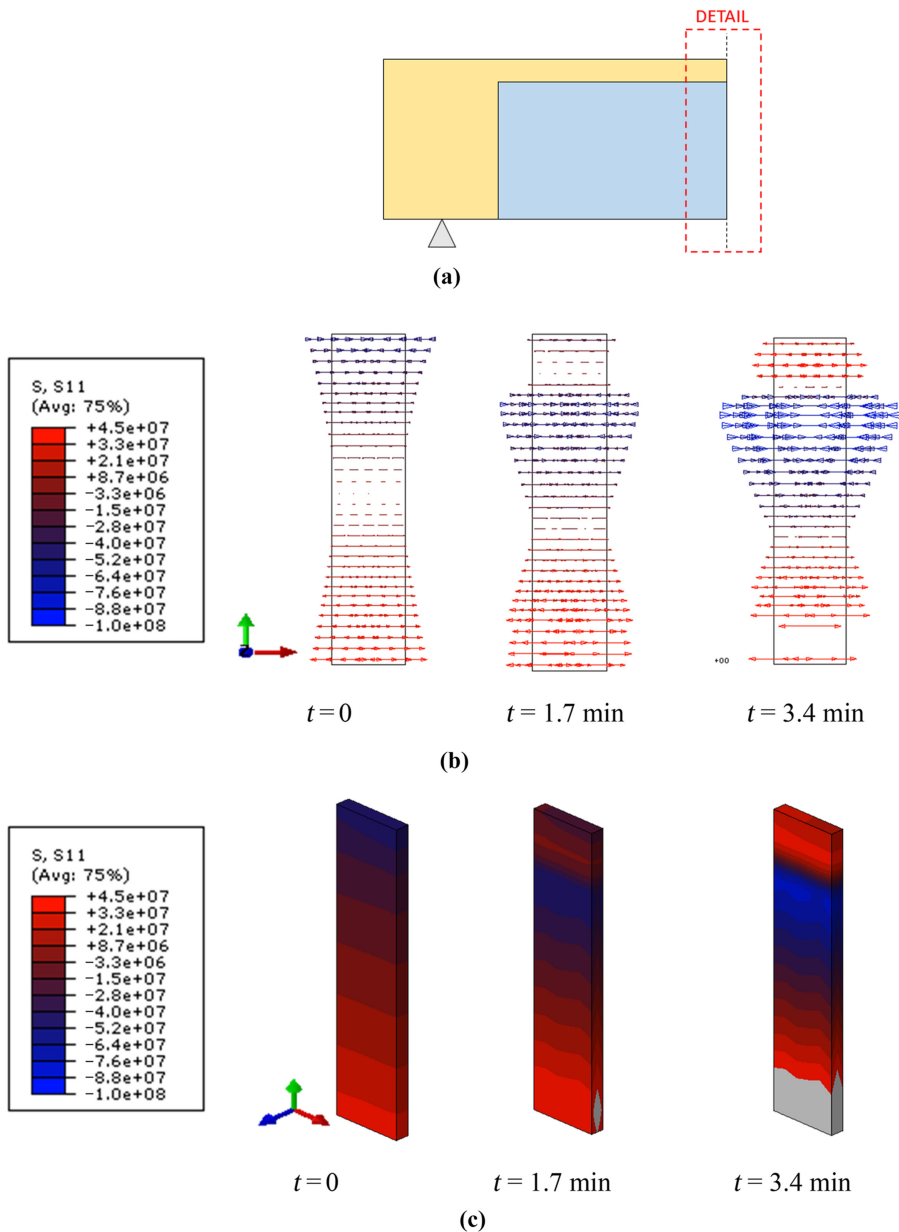 DETAIL
(a)
S, S11
(Avg: 75%)
+4.5e+07
+3.3e+07
+2.1e+07
+8.7e+06
-3.3e+06
-1.5e+07
-2.8e+07
-4.0e+07
-5.2e+07
-6.4e+07
-7.6e+07
-8.8e+07
-1.0e+08
+00
t = 0
t = 1.7 min
t = 3.4 min
(b)
S, S11
(Avg: 75%)
+4.5e+07
+3.3e+07
+2.1e+07
+8.7e+06
-3.3e+06
-1.5e+07
-2.8e+07
-4.0e+07
-5.2e+07
-6.4e+07
-7.6e+07
-8.8e+07
-1.0e+08
t = 0
t = 1.7 min
t = 3.4 min
(c)